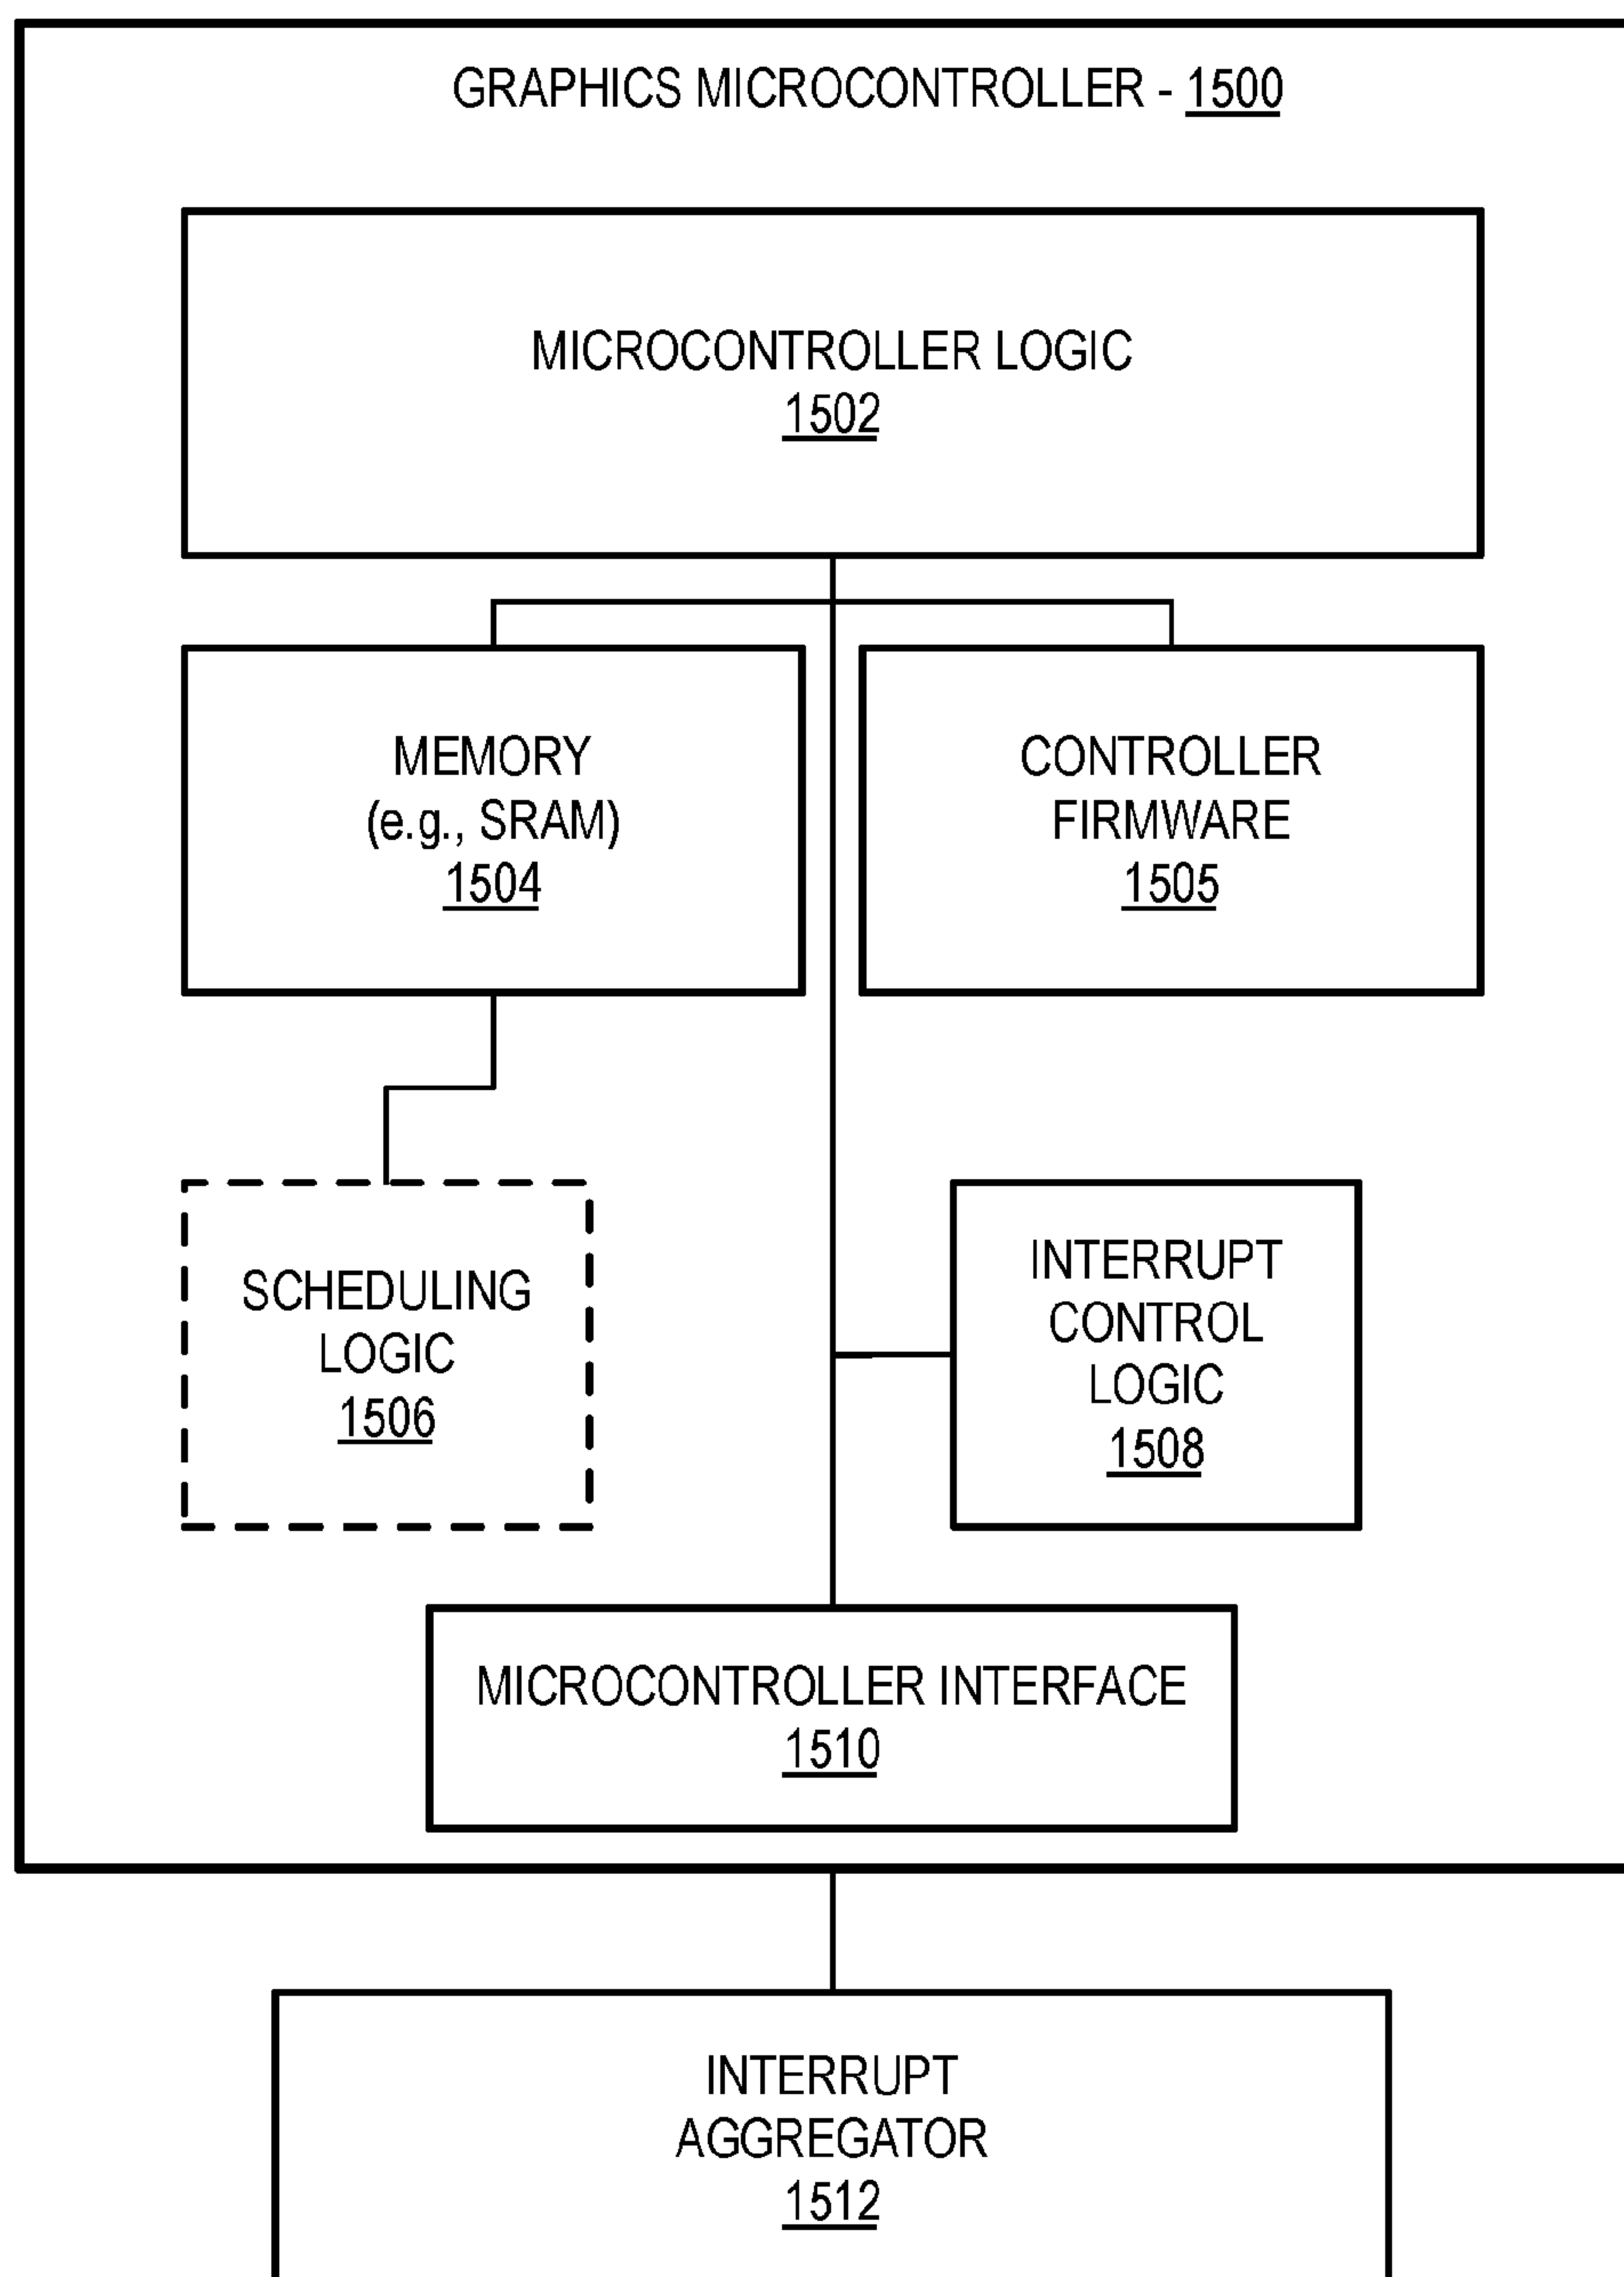 GRAPHICS MICROCONTROLLER - 1500
MICROCONTROLLER LOGIC
1502
MEMORY
(e.g., SRAM)
1504
CONTROLLER
FIRMWARE
1505
SCHEDULING
LOGIC
1506
INTERRUPT
CONTROL
LOGIC
1508
MICROCONTROLLER INTERFACE
1510
INTERRUPT
AGGREGATOR
1512